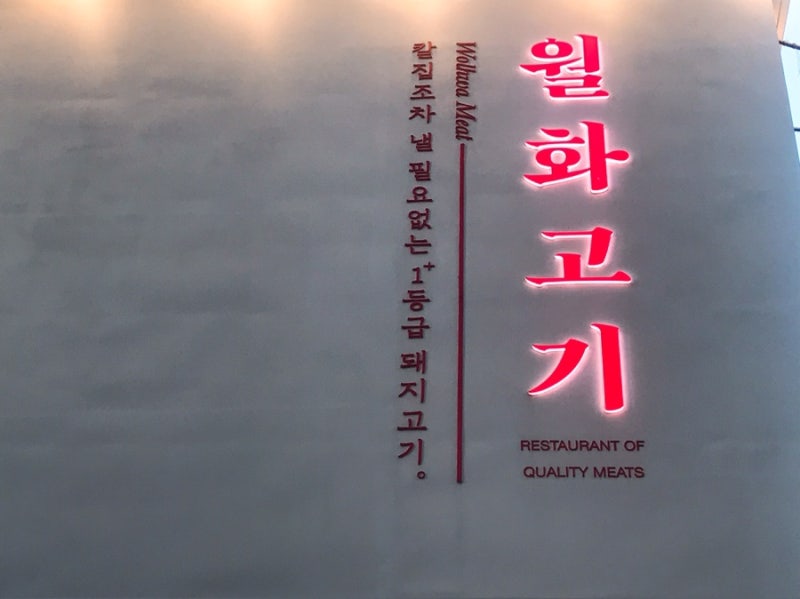 월화고기
RESTAURANT OF
QUALITY MEATS
Wolhwa Meat
칼집조차 낼 필요없는 1+등급 돼지고기。